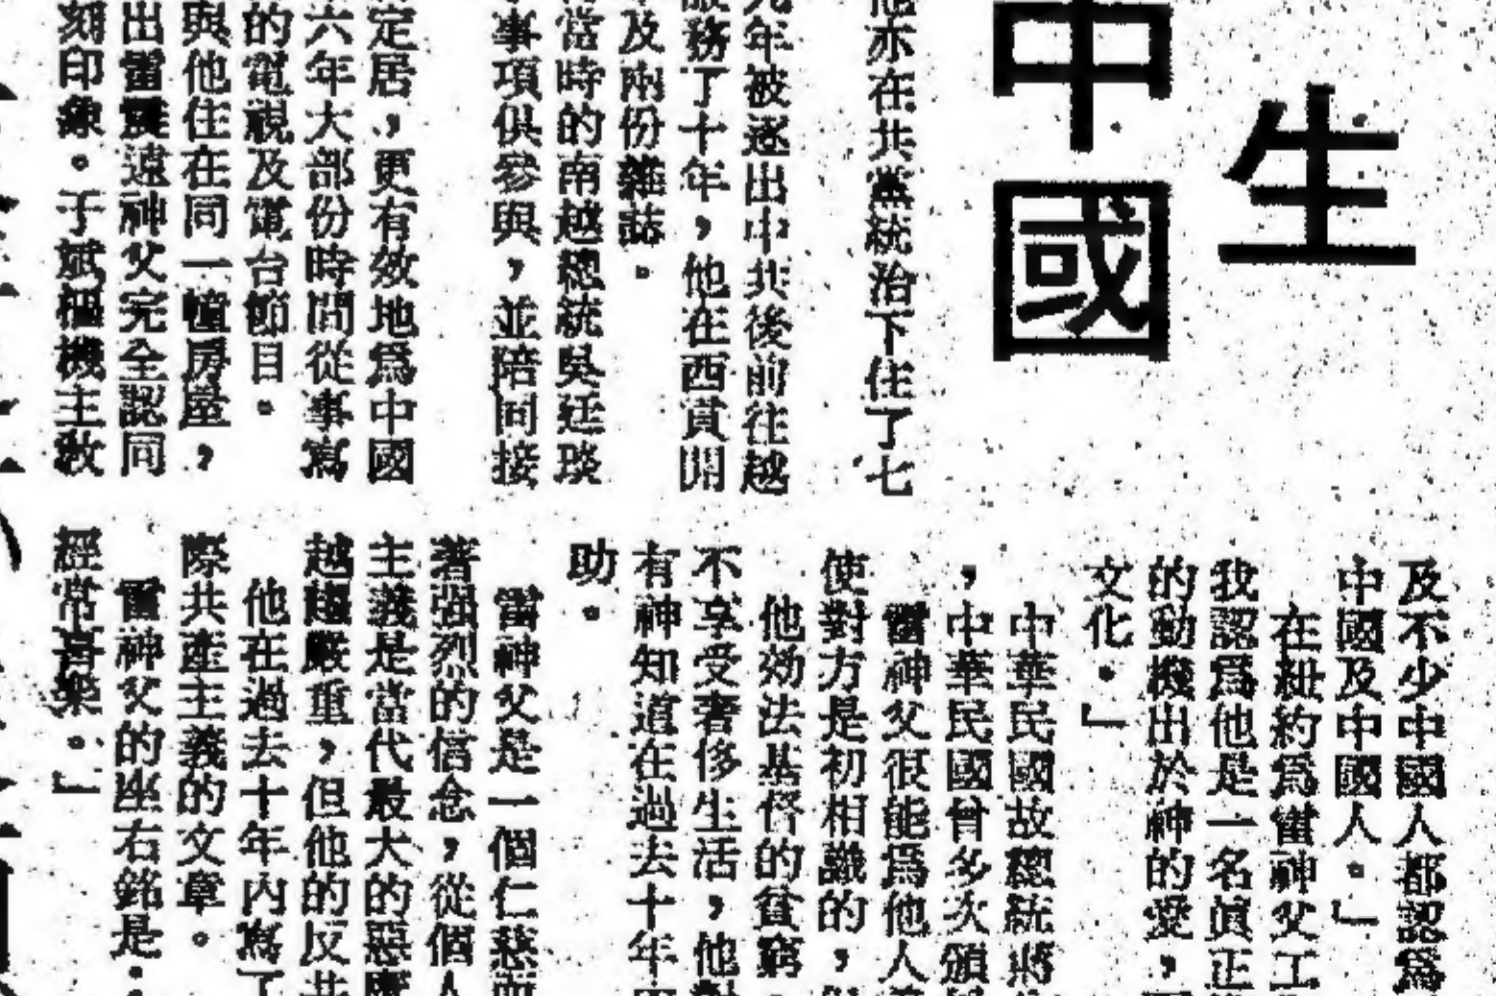 生
中國
他亦在共黨統治下住了七
九年被逐出中共後前往越
服務了十年，他在西貢開
及兩份雜誌。
當時的南越總統吳廷琰
事項俱參與，並陪同接
定居，更有效地爲中國
六年大部份時間從事寫
的電視及電台節目。
與他住在同一幢房屋，
出雷震遠神父完全認同
刻印象。于斌樞機主教
及不少中國人都認爲
中國及中國人。」
在紐約爲雷神父工
我認爲他是一名眞正
的動機出於神的愛，
文化。」
中華民國故總統將
，中華民國曾多次頒
雷神父很能爲他人
使對方是初相識的，
他効法基督的貧窮
不享受奢修生活，他對
有神知道在過去十年
助。
雷神父是一個仁慈而
著强烈的信念，從個人
主義是當代最大的惡魔
越趨嚴重，但他的反共
他在過去十年內寫了
際共產主義的文章。
雷神父的座右銘是：
經常喜樂。」